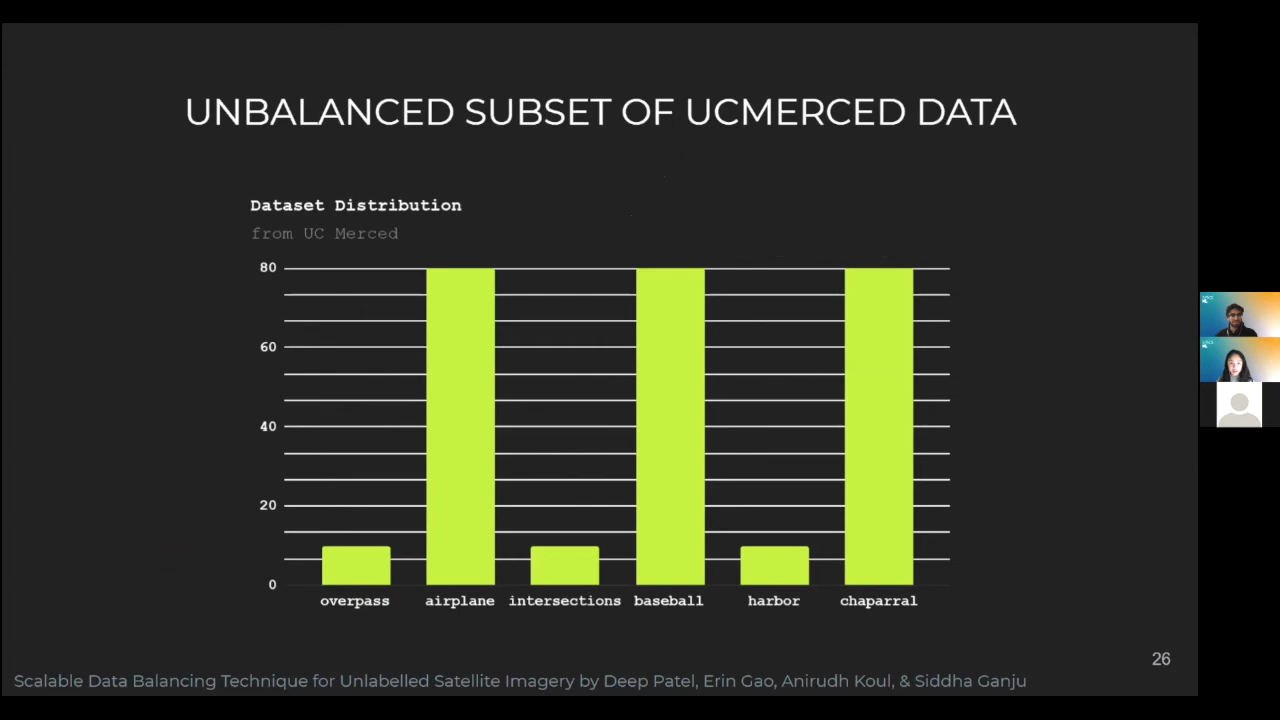 UNBALANCED SUBSET OF UCMERCED DATA
Dataset Distribution
from UC Merced
80
60
40
20
0
overpass airplane intersections baseball harbor chaparral
26
Scalable Data Balancing Technique for Unlabelled Satellite Imagery by Deep Patel, Erin Gao, Anirudh Koul, & Siddha Ganju